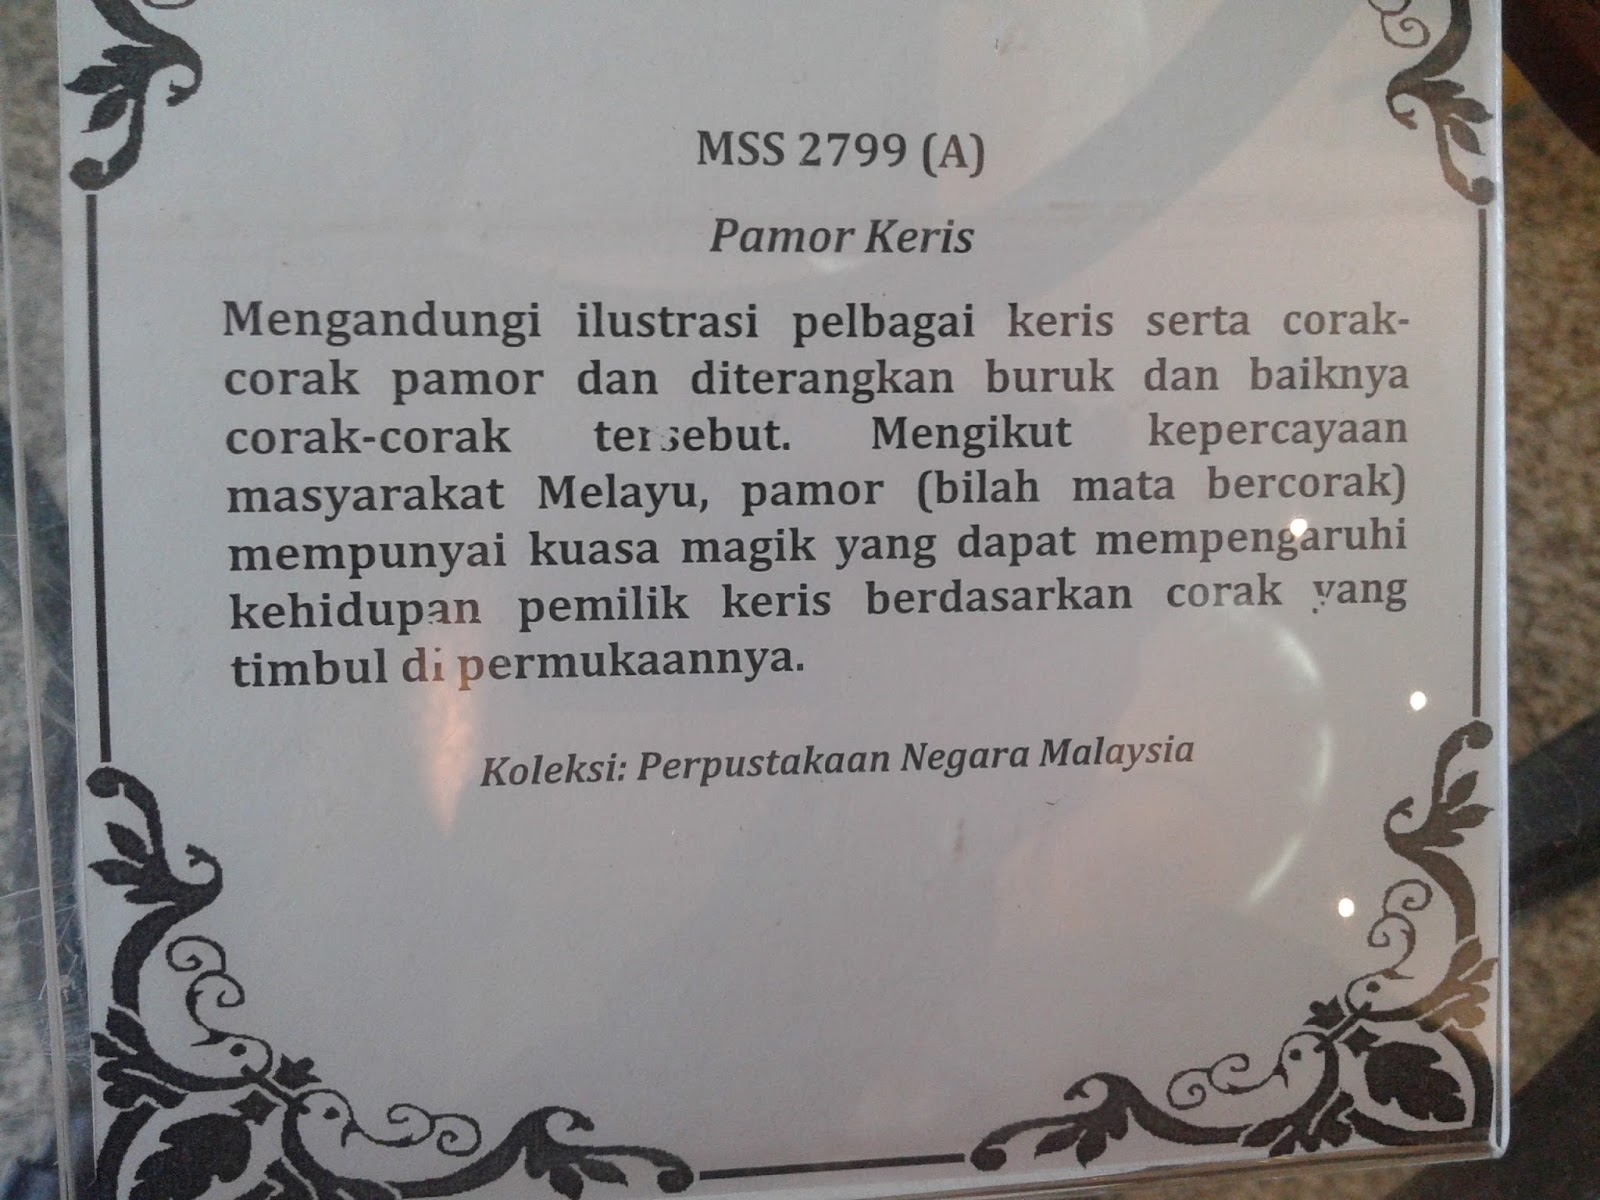 MSS 2799 (A)
Pamor Keris
Mengandungi ilustrasi pelbagai keris serta corak-
corak pamor dan diterangkan buruk dan baiknya
corak-corak tersebut. Mengikut kepercayaan
masyarakat Melayu, pamor (bilah mata bercorak)
mempunyai kuasa magik yang dapat mempengaruhi
kehidupan pemilik keris berdasarkan corak yang
timbul di permukaannya.
Koleksi: Perpustakaan Negara Malaysia